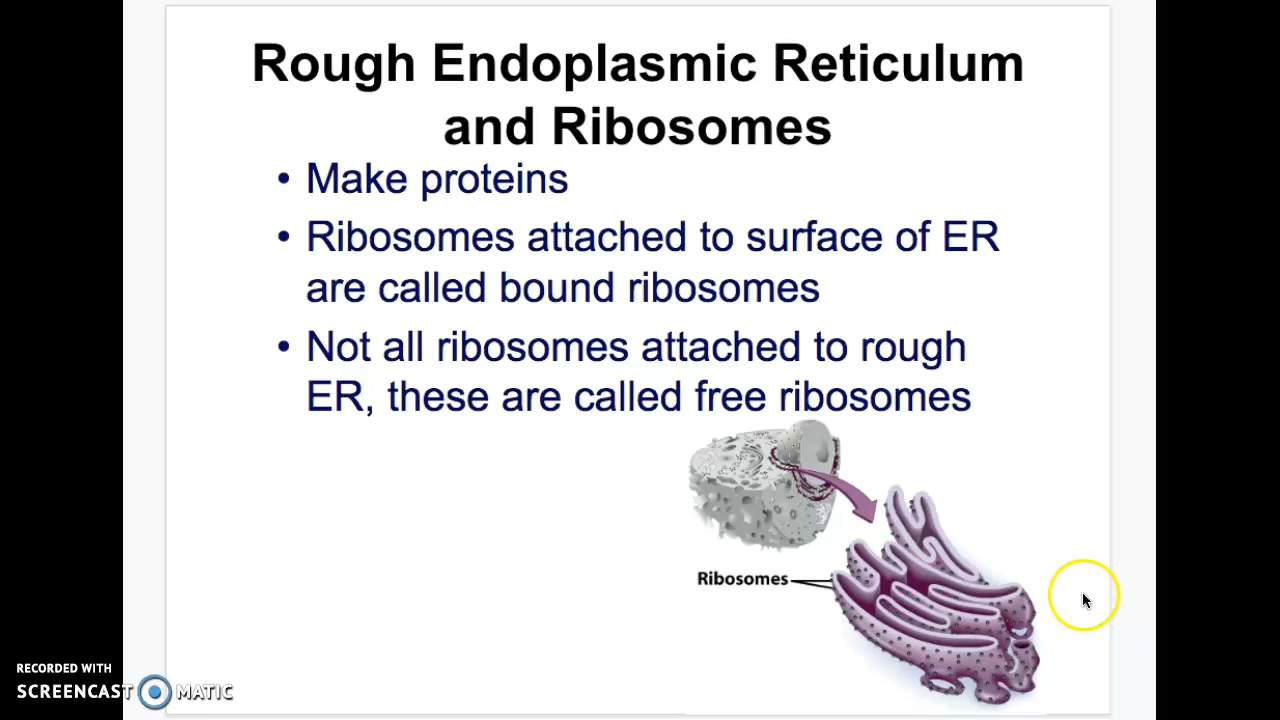 Rough Endoplasmic Reticulum
and Ribosomes
• Make proteins
• Ribosomes attached to surface of ER
are called bound ribosomes
• Not all ribosomes attached to rough
ER, these are called free ribosomes
Ribosomes
RECORDED WITH
SCREENCAST MATIC